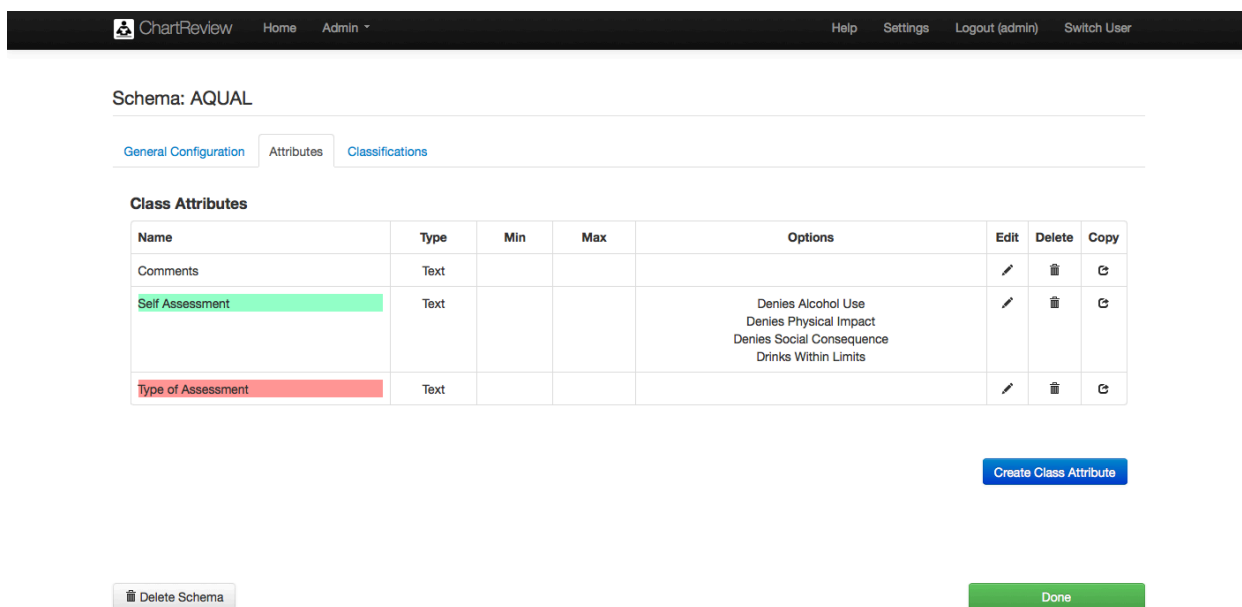 ChartReview Home Admin Help Settings Logout (admin) Switch User
Schema: AQUAL
General Configuration Attributes Classifications
Class Attributes
Name Type Min Max Options Edit Delete Copy
Comments Text
Self Assessment Text Denies Alcohol Use
Denies Physical Impact
Denies Social Consequence
Drinks Within Limits
Type of Assessment Text
Create Class Attribute
Delete Schema Done